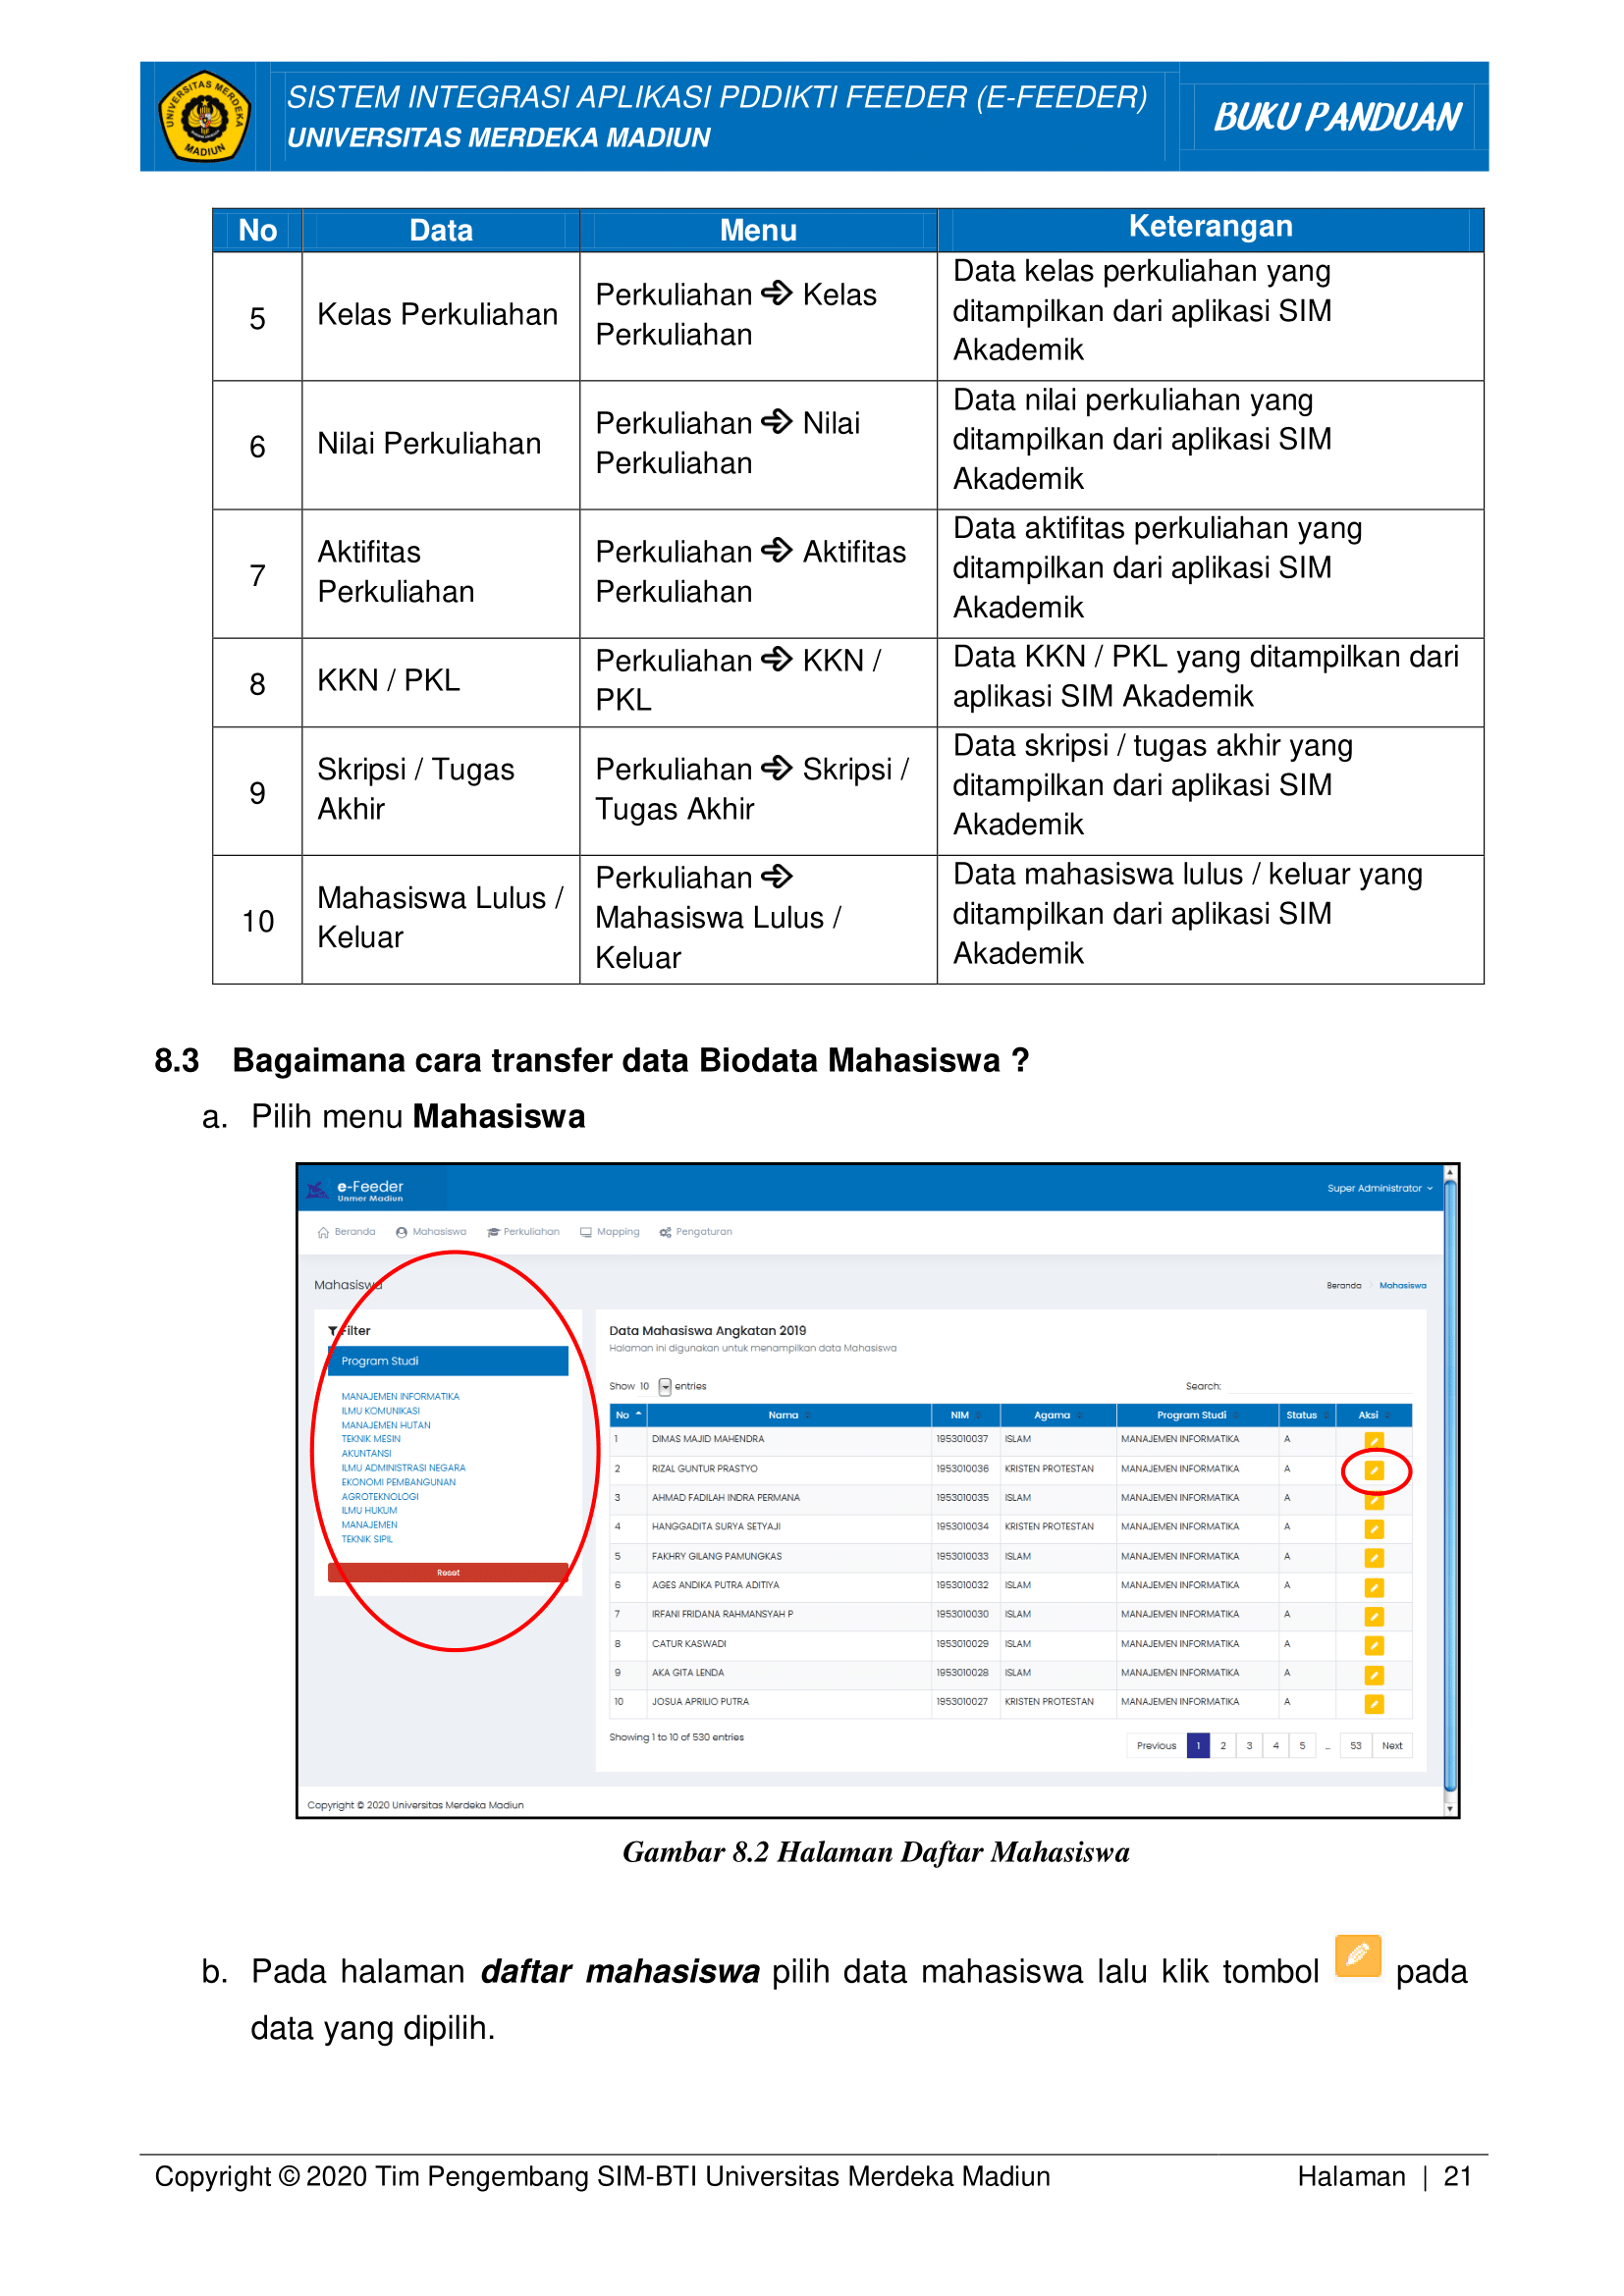 UNIVERSITAS MERDEKA
MADIUN
SISTEM INTEGRASI APLIKASI PDDIKTI FEEDER (E-FEEDER)
UNIVERSITAS MERDEKA MADIUN
BUKU PANDUAN
No Data Menu Keterangan
5 Kelas Perkuliahan Perkuliahan ➩ Kelas Perkuliahan Data kelas perkuliahan yang ditampilkan dari aplikasi SIM Akademik
6 Nilai Perkuliahan Perkuliahan ➩ Nilai Perkuliahan Data nilai perkuliahan yang ditampilkan dari aplikasi SIM Akademik
7 Aktifitas Perkuliahan Perkuliahan ➩ Aktifitas Perkuliahan Data aktifitas perkuliahan yang ditampilkan dari aplikasi SIM Akademik
8 KKN / PKL Perkuliahan ➩ KKN / PKL Data KKN / PKL yang ditampilkan dari aplikasi SIM Akademik
9 Skripsi / Tugas Akhir Perkuliahan ➩ Skripsi / Tugas Akhir Data skripsi / tugas akhir yang ditampilkan dari aplikasi SIM Akademik
10 Mahasiswa Lulus / Keluar Perkuliahan ➩ Mahasiswa Lulus / Keluar Data mahasiswa lulus / keluar yang ditampilkan dari aplikasi SIM Akademik
8.3 Bagaimana cara transfer data Biodata Mahasiswa ?
a. Pilih menu Mahasiswa
e-Feeder
Unmer Madiun
Super Administrator
Beranda Mahasiswa Perkuliahan Mapping Pengaturan
Mahasiswa
Beranda Mahasiswa
Filter
Program Studi
MANAJEMEN INFORMATIKA
ILMU KOMUNIKASI
MANAJEMEN HUTAN
TEKNIK MESIN
AKUNTANSI
ILMU ADMINISTRASI NEGARA
EKONOMI PEMBANGUNAN
AGROTEKNOLOGI
ILMU HUKUM
MANAJEMEN
TEKNIK SIPIL
Reset
Data Mahasiswa Angkatan 2019
Halaman ini digunakan untuk menampilkan data Mahasiswa
Show 10 entries Search:
No Nama NIM Agama Program Studi Status Aksi
1 DIMAS MAJID MAHENDRA 1953010037 ISLAM MANAJEMEN INFORMATIKA A
2 RIZAL GUNTUR PRASTYO 1953010036 KRISTEN PROTESTAN MANAJEMEN INFORMATIKA A
3 AHMAD FADILAH INDRA PERMANA 1953010035 ISLAM MANAJEMEN INFORMATIKA A
4 HANGGADITA SURYA SETYAJI 1953010034 KRISTEN PROTESTAN MANAJEMEN INFORMATIKA A
5 FAKHRY GILANG PAMUNGKAS 1953010033 ISLAM MANAJEMEN INFORMATIKA A
6 AGES ANDIKA PUTRA ADITIYA 1953010032 ISLAM MANAJEMEN INFORMATIKA A
7 IRFANI FRIDANA RAHMANSYAH P 1953010030 ISLAM MANAJEMEN INFORMATIKA A
8 CATUR KASWADI 1953010029 ISLAM MANAJEMEN INFORMATIKA A
9 AKA GITA LENDA 1953010028 ISLAM MANAJEMEN INFORMATIKA A
10 JOSUA APRILIO PUTRA 1953010027 KRISTEN PROTESTAN MANAJEMEN INFORMATIKA A
Showing 1 to 10 of 530 entries
Previous 1 2 3 4 5 ... 53 Next
Copyright © 2020 Universitas Merdeka Madiun
Gambar 8.2 Halaman Daftar Mahasiswa
b. Pada halaman daftar mahasiswa pilih data mahasiswa lalu klik tombol pada
data yang dipilih.
Copyright © 2020 Tim Pengembang SIM-BTI Universitas Merdeka Madiun Halaman | 21